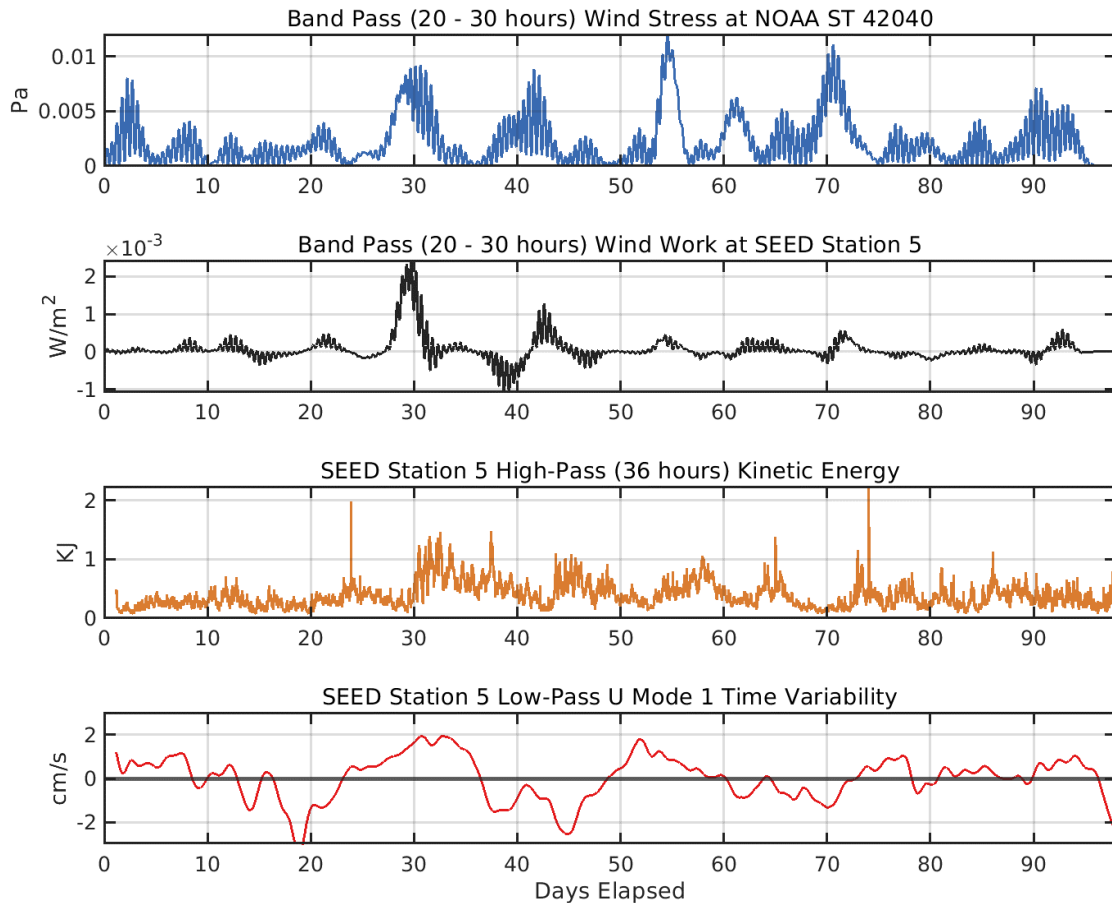 Band Pass (20 - 30 hours) Wind Stress at NOAA ST 42040
0.01
0.005
0
Pa
0 10 20 30 40 50 60 70 80 90
×10-3
Band Pass (20 - 30 hours) Wind Work at SEED Station 5
2
1
0
-1
W/m2
0 10 20 30 40 50 60 70 80 90
SEED Station 5 High-Pass (36 hours) Kinetic Energy
2
1
0
KJ
0 10 20 30 40 50 60 70 80 90
SEED Station 5 Low-Pass U Mode 1 Time Variability
2
0
-2
cm/s
0 10 20 30 40 50 60 70 80 90
Days Elapsed